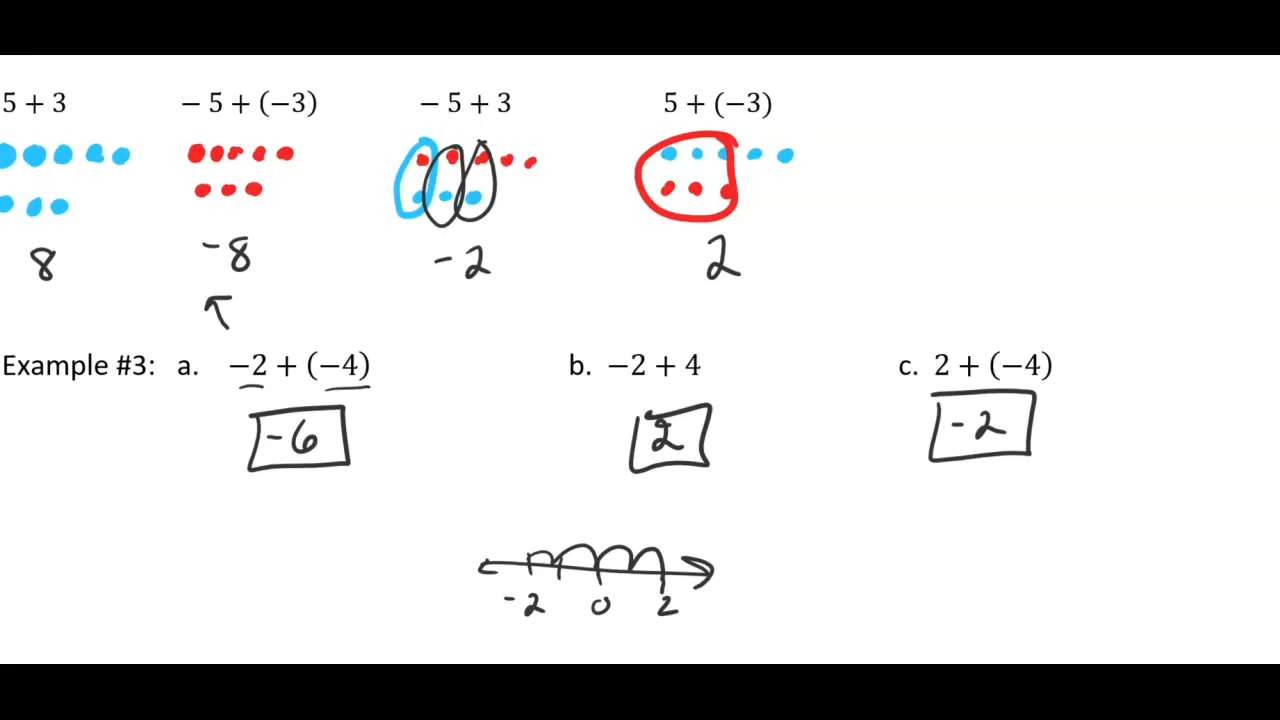 5 + 3 − 5 + (−3) − 5 + 3 5 + (−3)
8 -8 -2 2
Example #3: a. −2 + (−4) b. −2 + 4 c. 2 + (−4)
-6 2 -2
-2 0 2